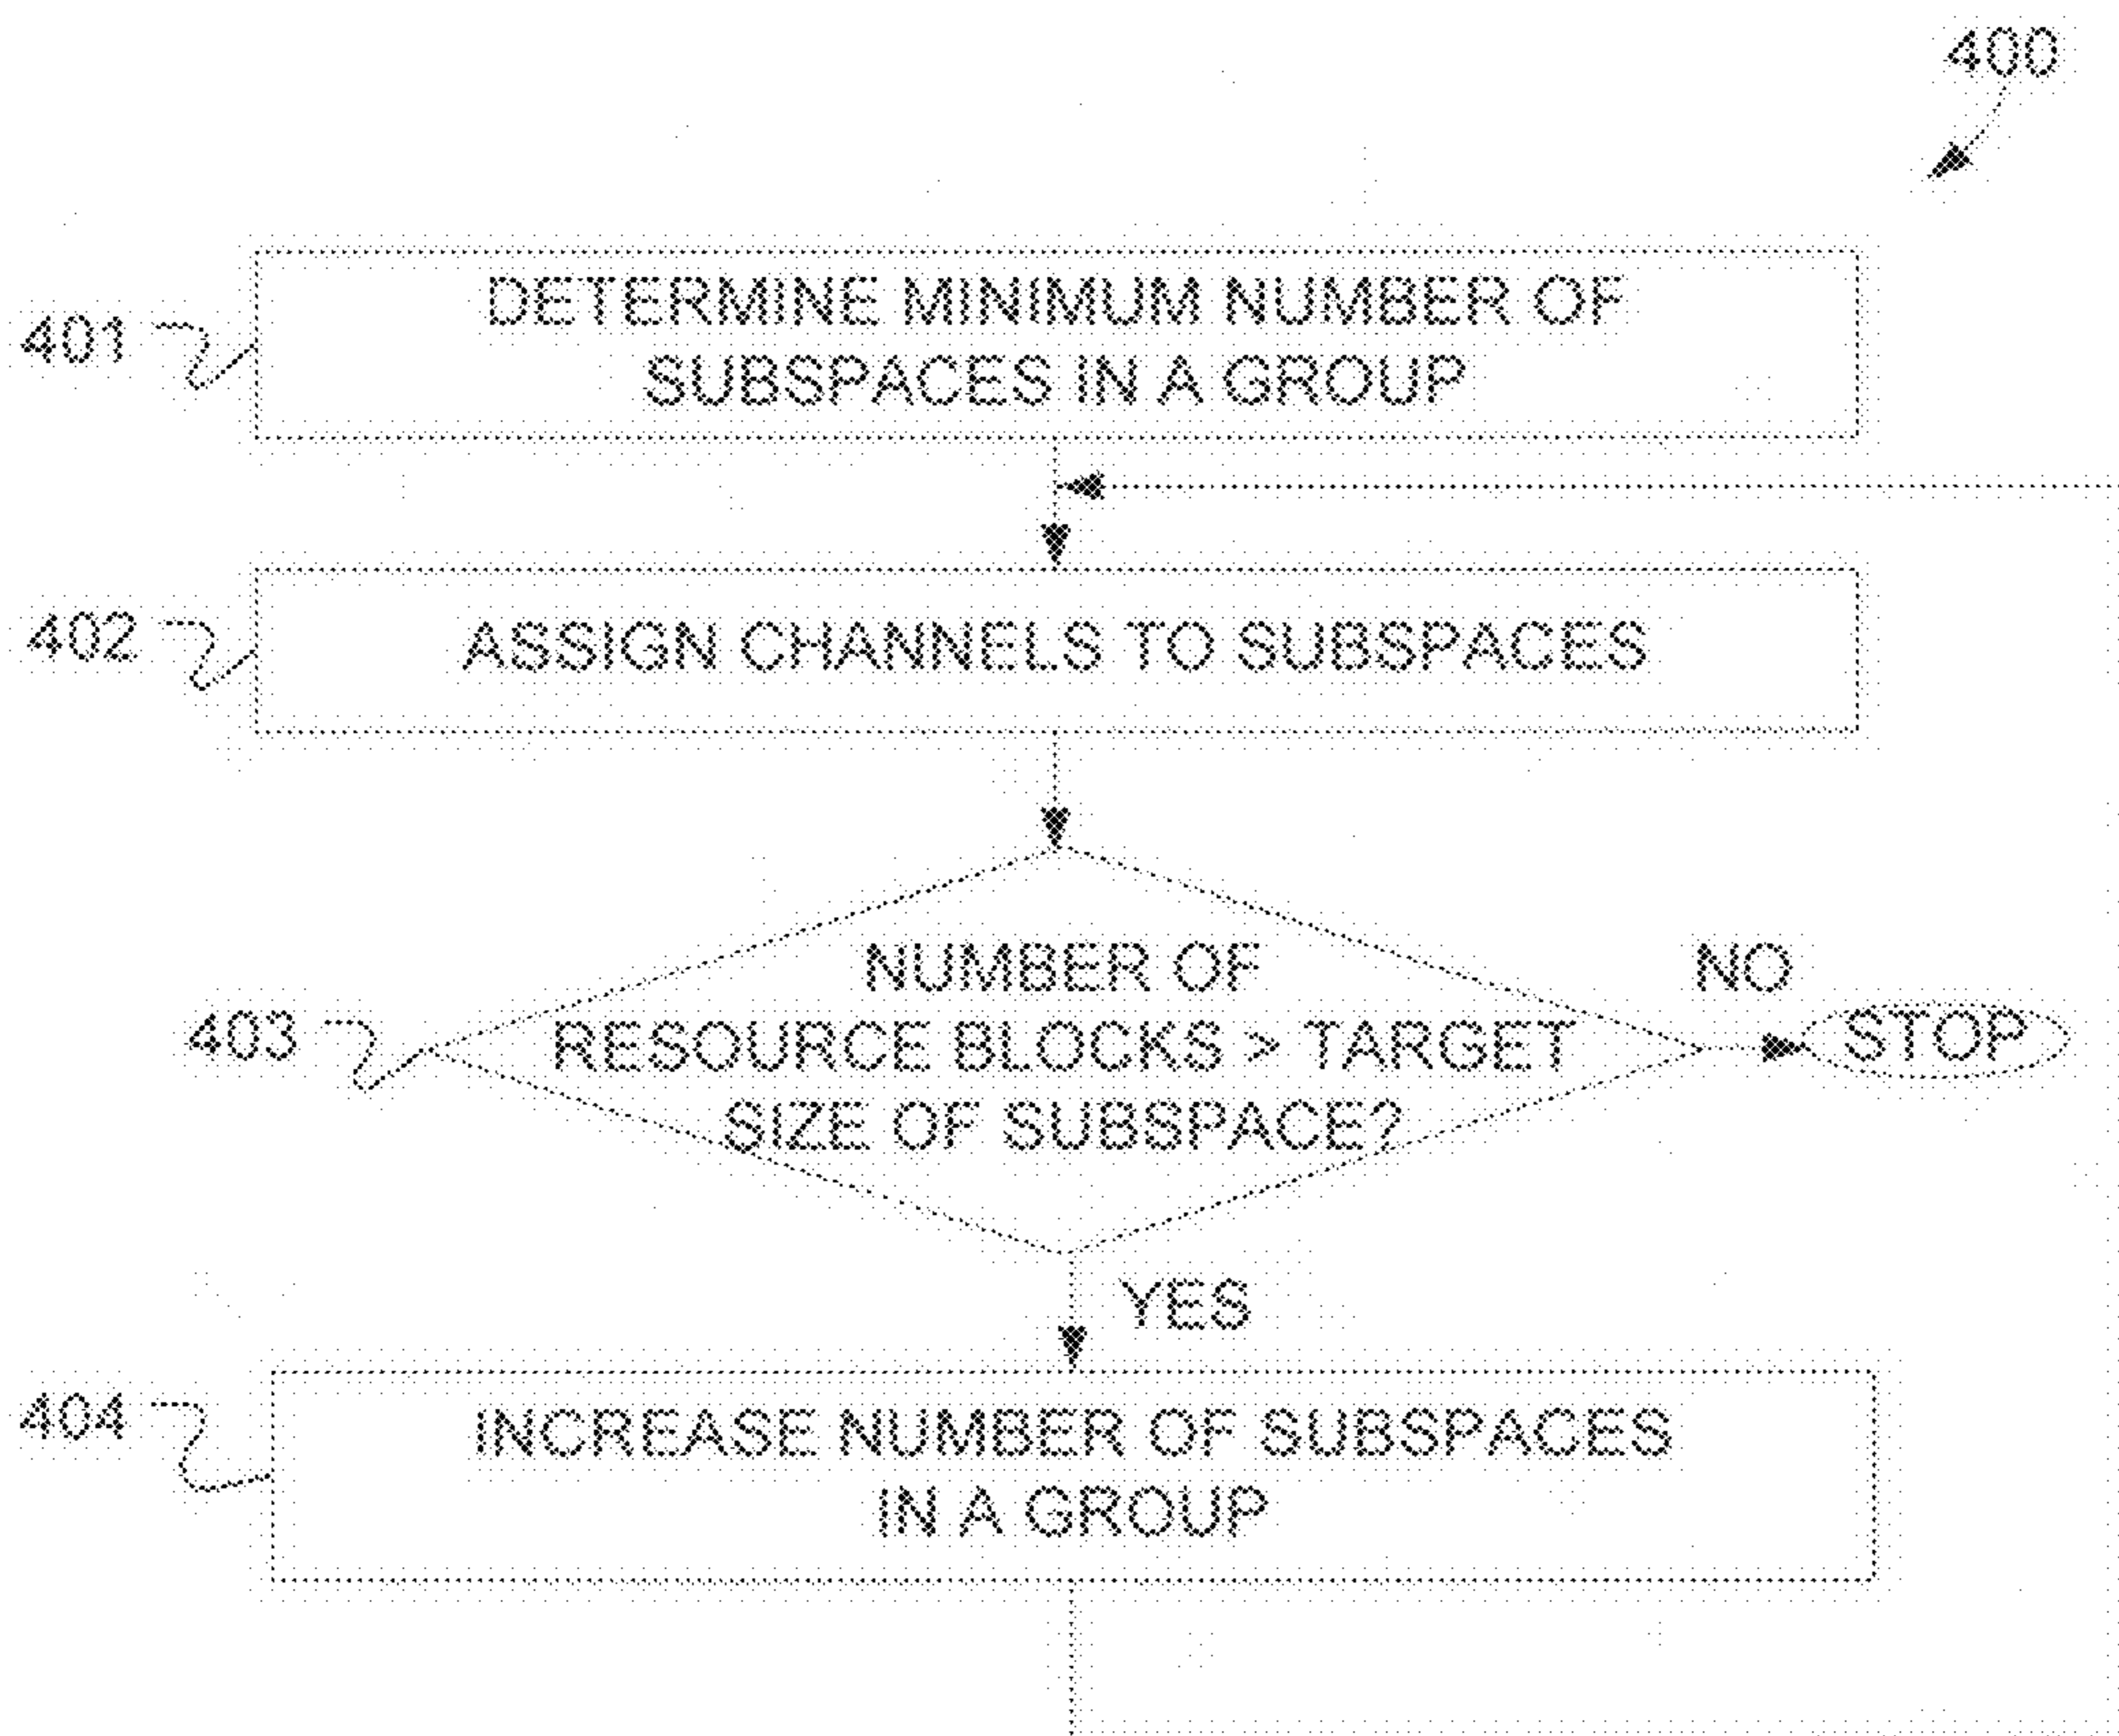 400
401
DETERMINE MINIMUM NUMBER OF
SUBSPACES IN A GROUP
402
ASSIGN CHANNELS TO SUBSPACES
403
NUMBER OF
RESOURCE BLOCKS > TARGET
SIZE OF SUBSPACE?
NO
STOP
YES
404
INCREASE NUMBER OF SUBSPACES
IN A GROUP